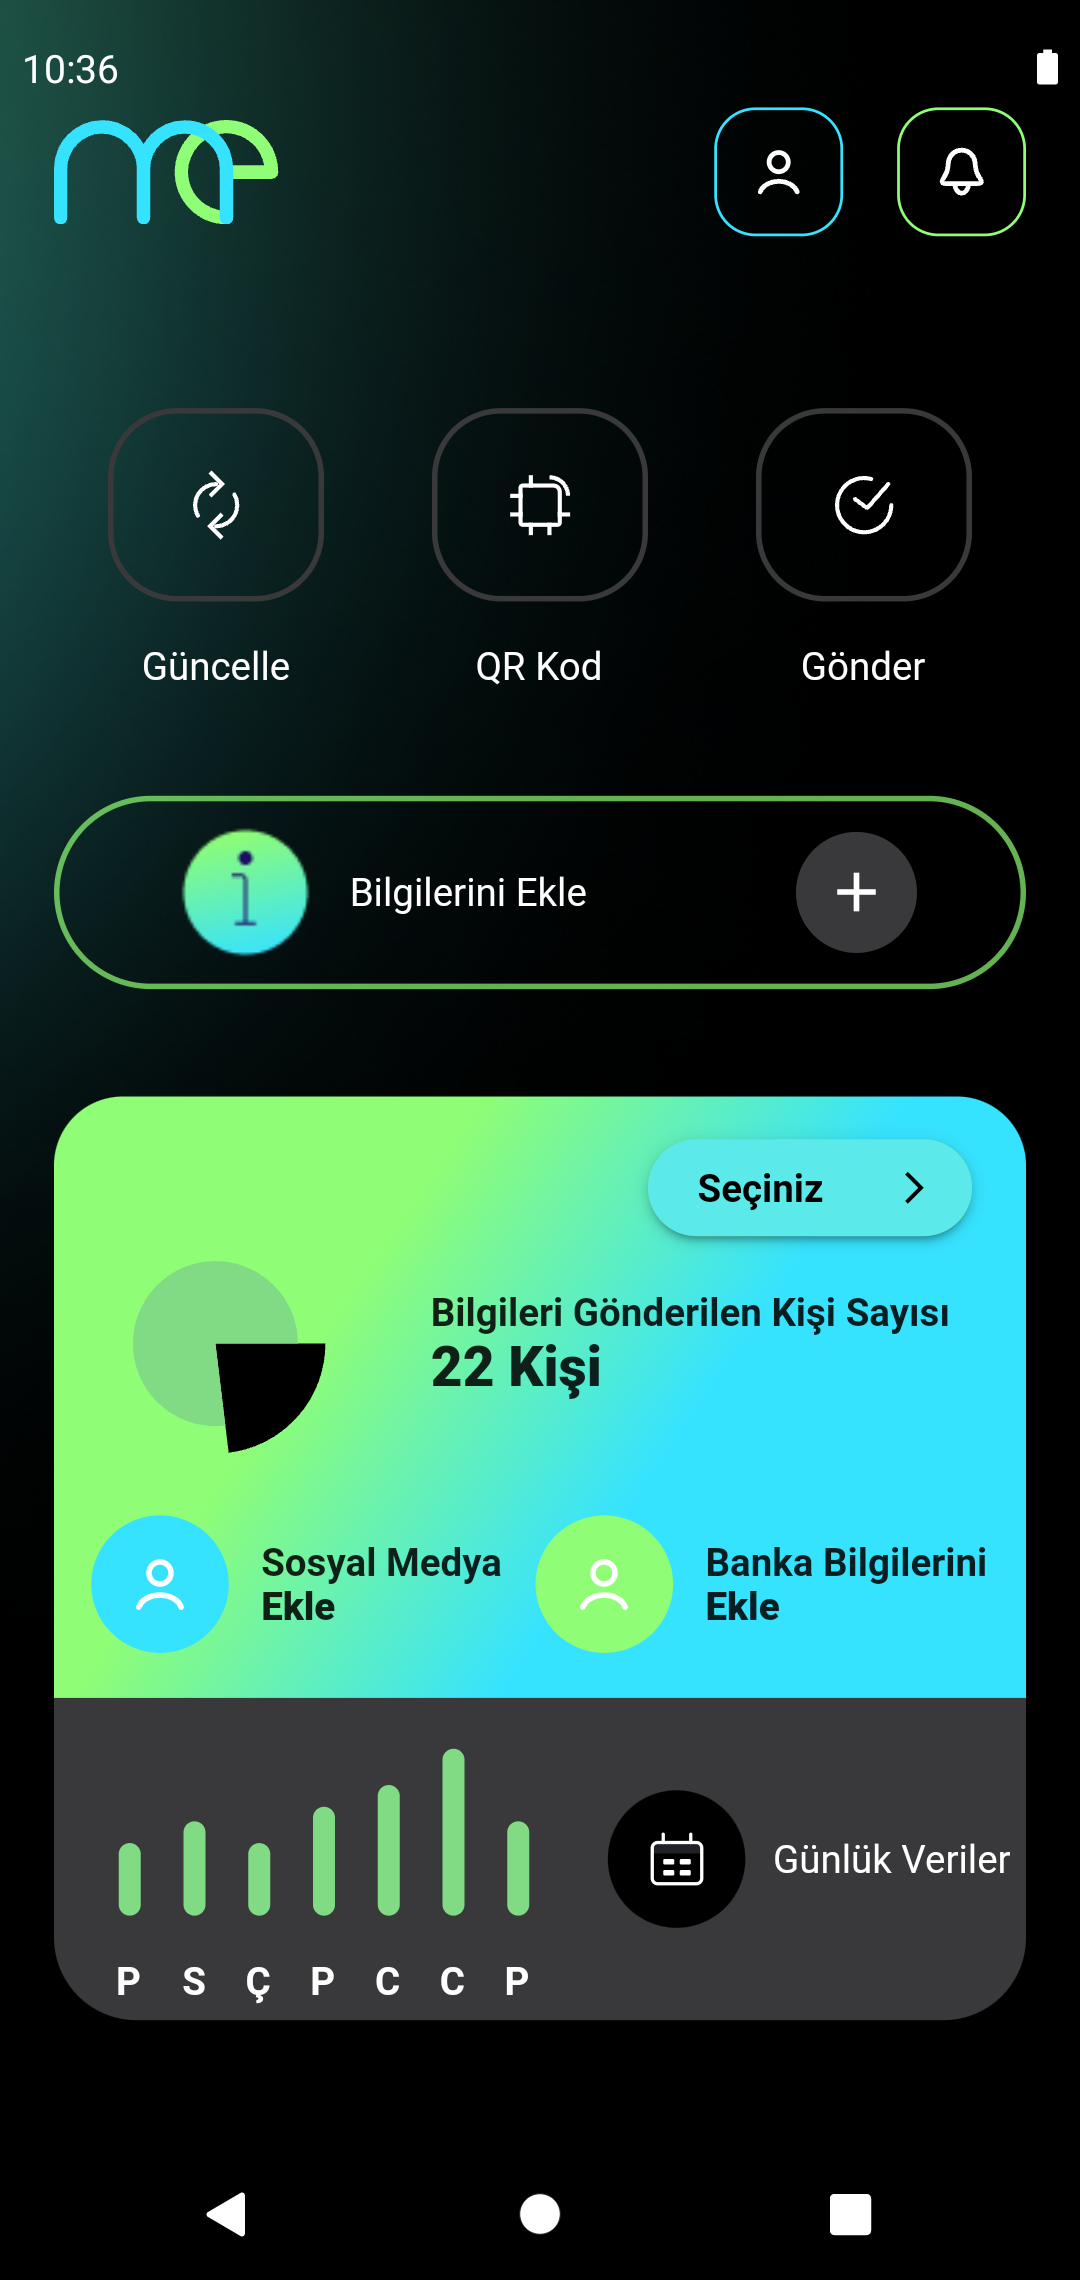 10:36
me
Güncelle
QR Kod
Gönder
Bilgilerini Ekle
Seçiniz
Bilgileri Gönderilen Kişi Sayısı
22 Kişi
Sosyal Medya
Ekle
Banka Bilgilerini
Ekle
Günlük Veriler
P S Ç P C C P